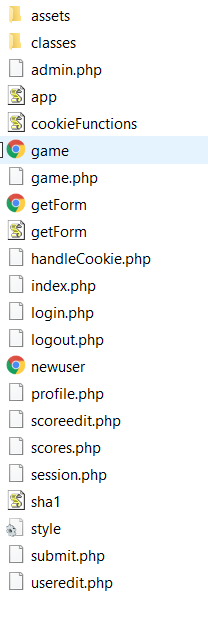 assets
classes
admin.php
app
cookieFunctions
game
game.php
getForm
getForm
handleCookie.php
index.php
login.php
logout.php
newuser
profile.php
scoreedit.php
scores.php
session.php
sha1
style
submit.php
useredit.php